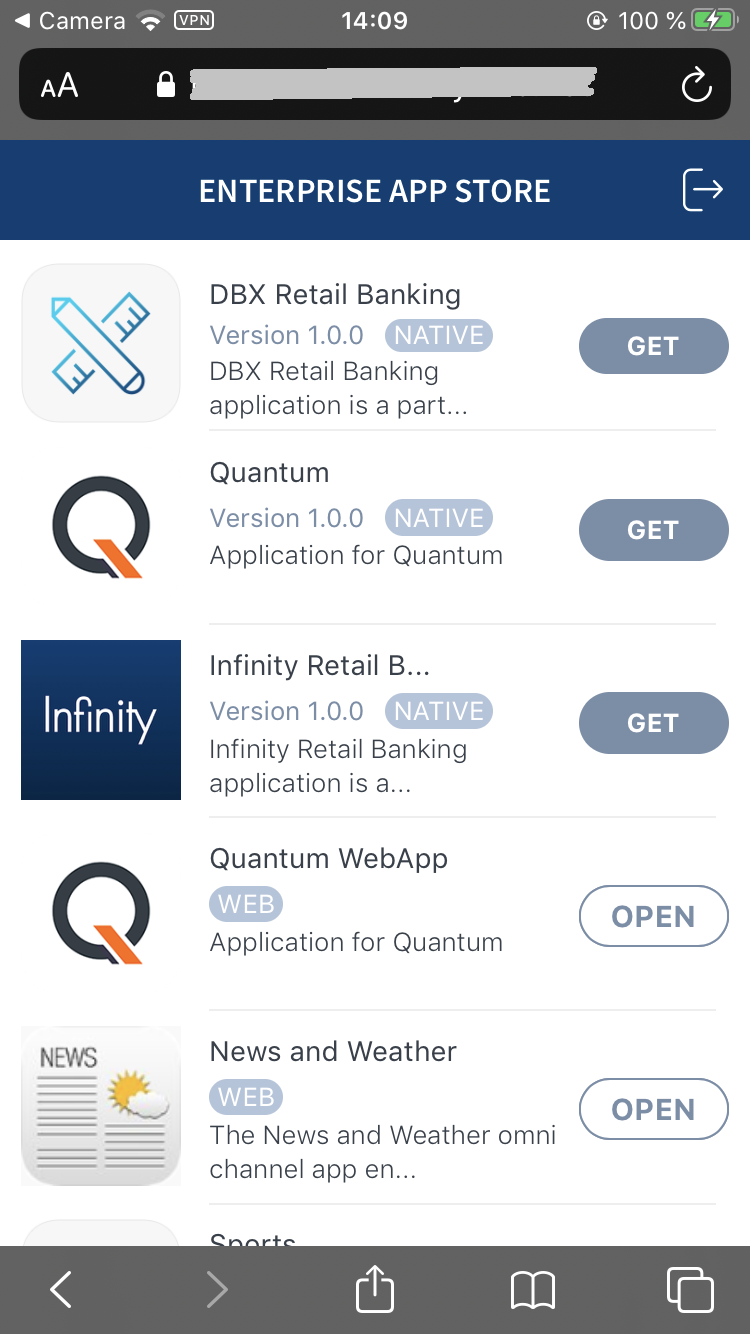 Camera VPN 14:09 100 %
AA
ENTERPRISE APP STORE
DBX Retail Banking
Version 1.0.0 NATIVE
GET
DBX Retail Banking
application is a part...
Quantum
Version 1.0.0 NATIVE
GET
Application for Quantum
Infinity
Infinity Retail B...
Version 1.0.0 NATIVE
GET
Infinity Retail Banking
application is a...
Quantum WebApp
WEB
OPEN
Application for Quantum
NEWS
News and Weather
WEB
OPEN
The News and Weather omni
channel app en...
Sports